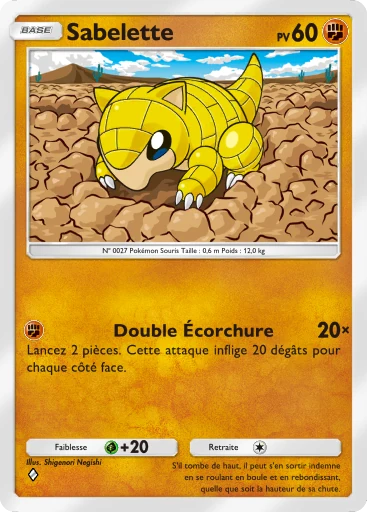 BASE Sabelette PV 60
N° 0027 Pokémon Souris Taille : 0,6 m Poids : 12,0 kg
Double Écorchure 20×
Lancez 2 pièces. Cette attaque inflige 20 dégâts pour
chaque côté face.
Faiblesse +20 Retraite
Illus. Shigenori Negishi
S'il tombe de haut, il peut s'en sortir indemne
en se roulant en boule et en rebondissant,
quelle que soit la hauteur de sa chute.